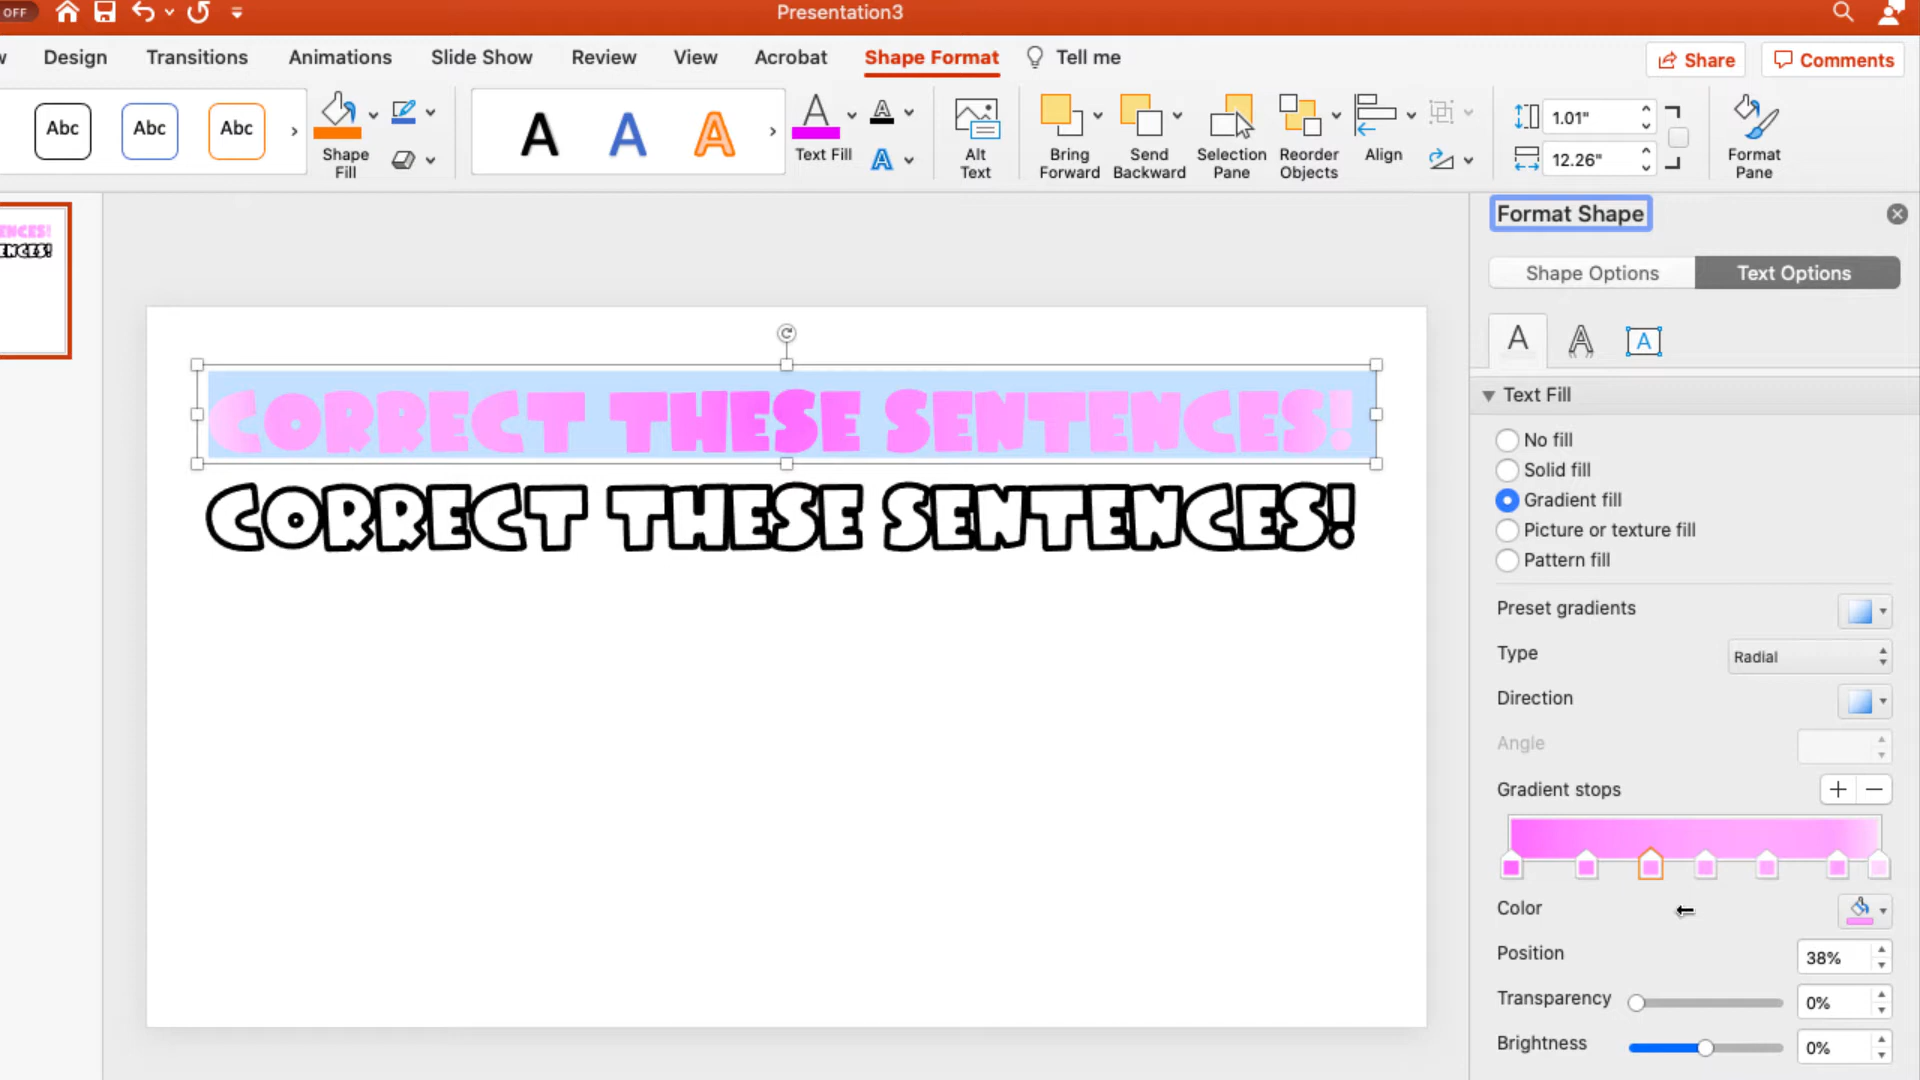 OFF
Presentation3
Design Transitions Animations Slide Show Review View Acrobat Shape Format Tell me Share Comments
Abc Abc Abc
Shape Fill
A A A
Text Fill
Alt Text
Bring Forward
Send Backward
Selection Pane
Reorder Objects
Align
1.01"
12.26"
Format Pane
ENCES!
ENCES!
CORRECT THESE SENTENCES!
CORRECT THESE SENTENCES!
Format Shape
Shape Options Text Options
A A A
Text Fill
No fill
Solid fill
Gradient fill
Picture or texture fill
Pattern fill
Preset gradients
Type Radial
Direction
Angle
Gradient stops
Color
Position 38%
Transparency 0%
Brightness 0%